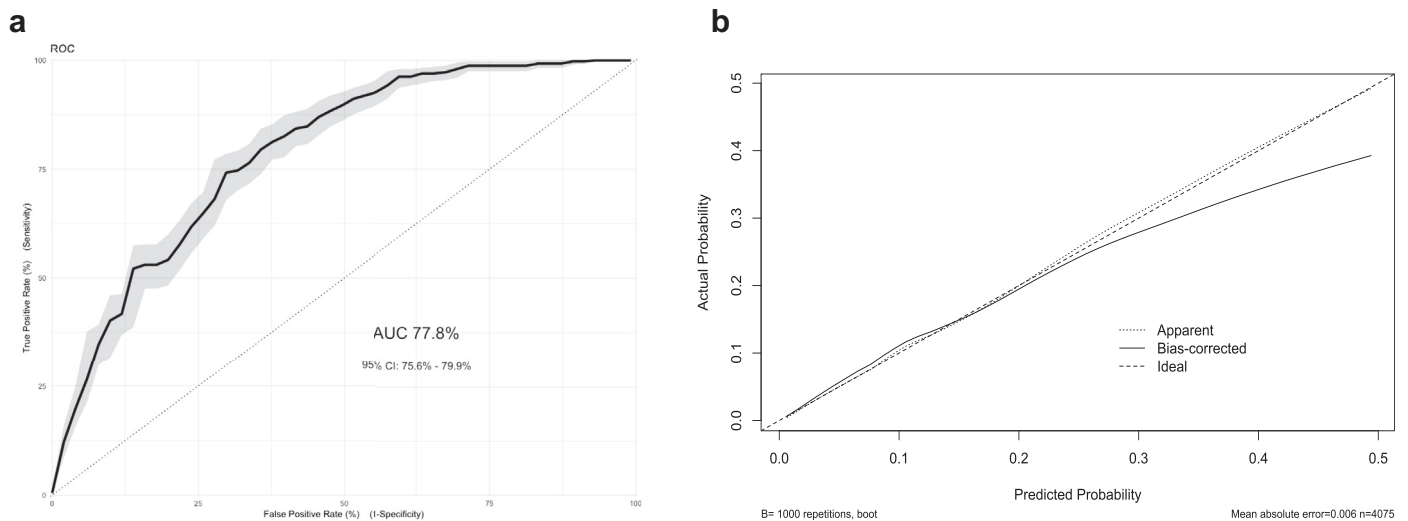 a
ROC
100
75
50
25
0
True Positive Rate (%) (Sensitivity)
AUC 77.8%
95% CI: 75.6% - 79.9%
0 25 50 75 100
False Positive Rate (%) (I-Specificity)
b
0.5
0.4
0.3
0.2
0.1
0.0
Actual Probability
Apparent
Bias-corrected
Ideal
0.0 0.1 0.2 0.3 0.4 0.5
Predicted Probability
B= 1000 repetitions, boot
Mean absolute error=0.006 n=4075